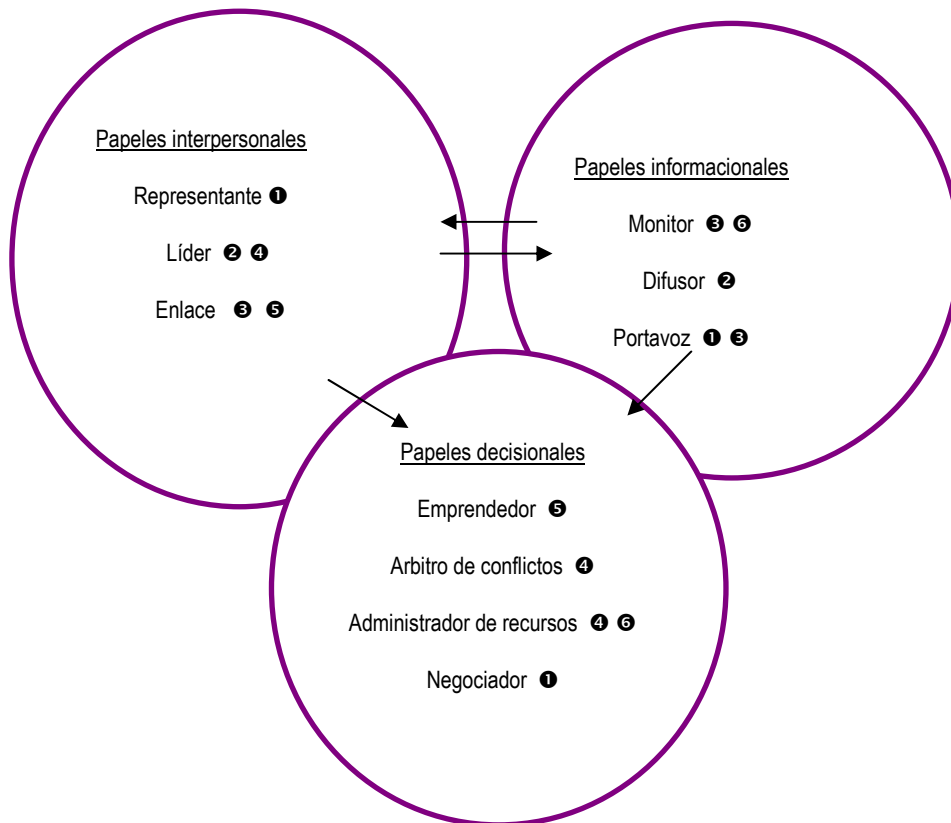 Papeles interpersonales
Representante ❶
Líder ❷ ❹
Enlace ❸ ❺
Papeles informacionales
Monitor ❸ ❻
Difusor ❷
Portavoz ❶ ❸
Papeles decisionales
Emprendedor ❺
Arbitro de conflictos ❹
Administrador de recursos ❹ ❻
Negociador ❶